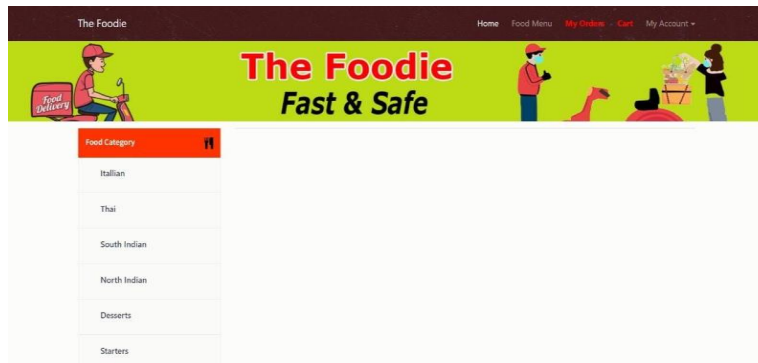 The Foodie
Home Food Menu My Orders - Cart My Account
The Foodie
Fast & Safe
Food
Delivery
Food Category
Itallian
Thai
South Indian
North Indian
Desserts
Starters